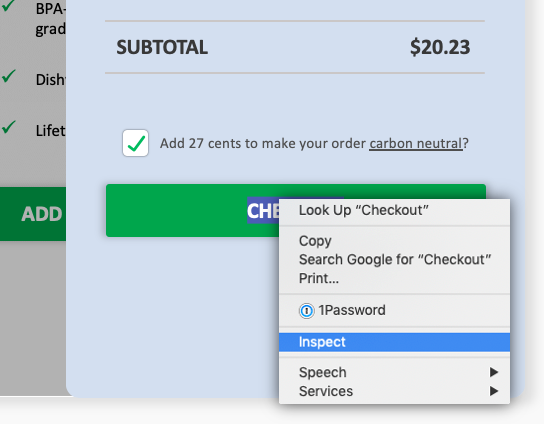 BPA-
grad
Dish
Lifet
SUBTOTAL $20.23
Add 27 cents to make your order carbon neutral?
ADD
CHE
Look Up “Checkout”
Copy
Search Google for “Checkout”
Print...
1Password
Inspect
Speech
Services